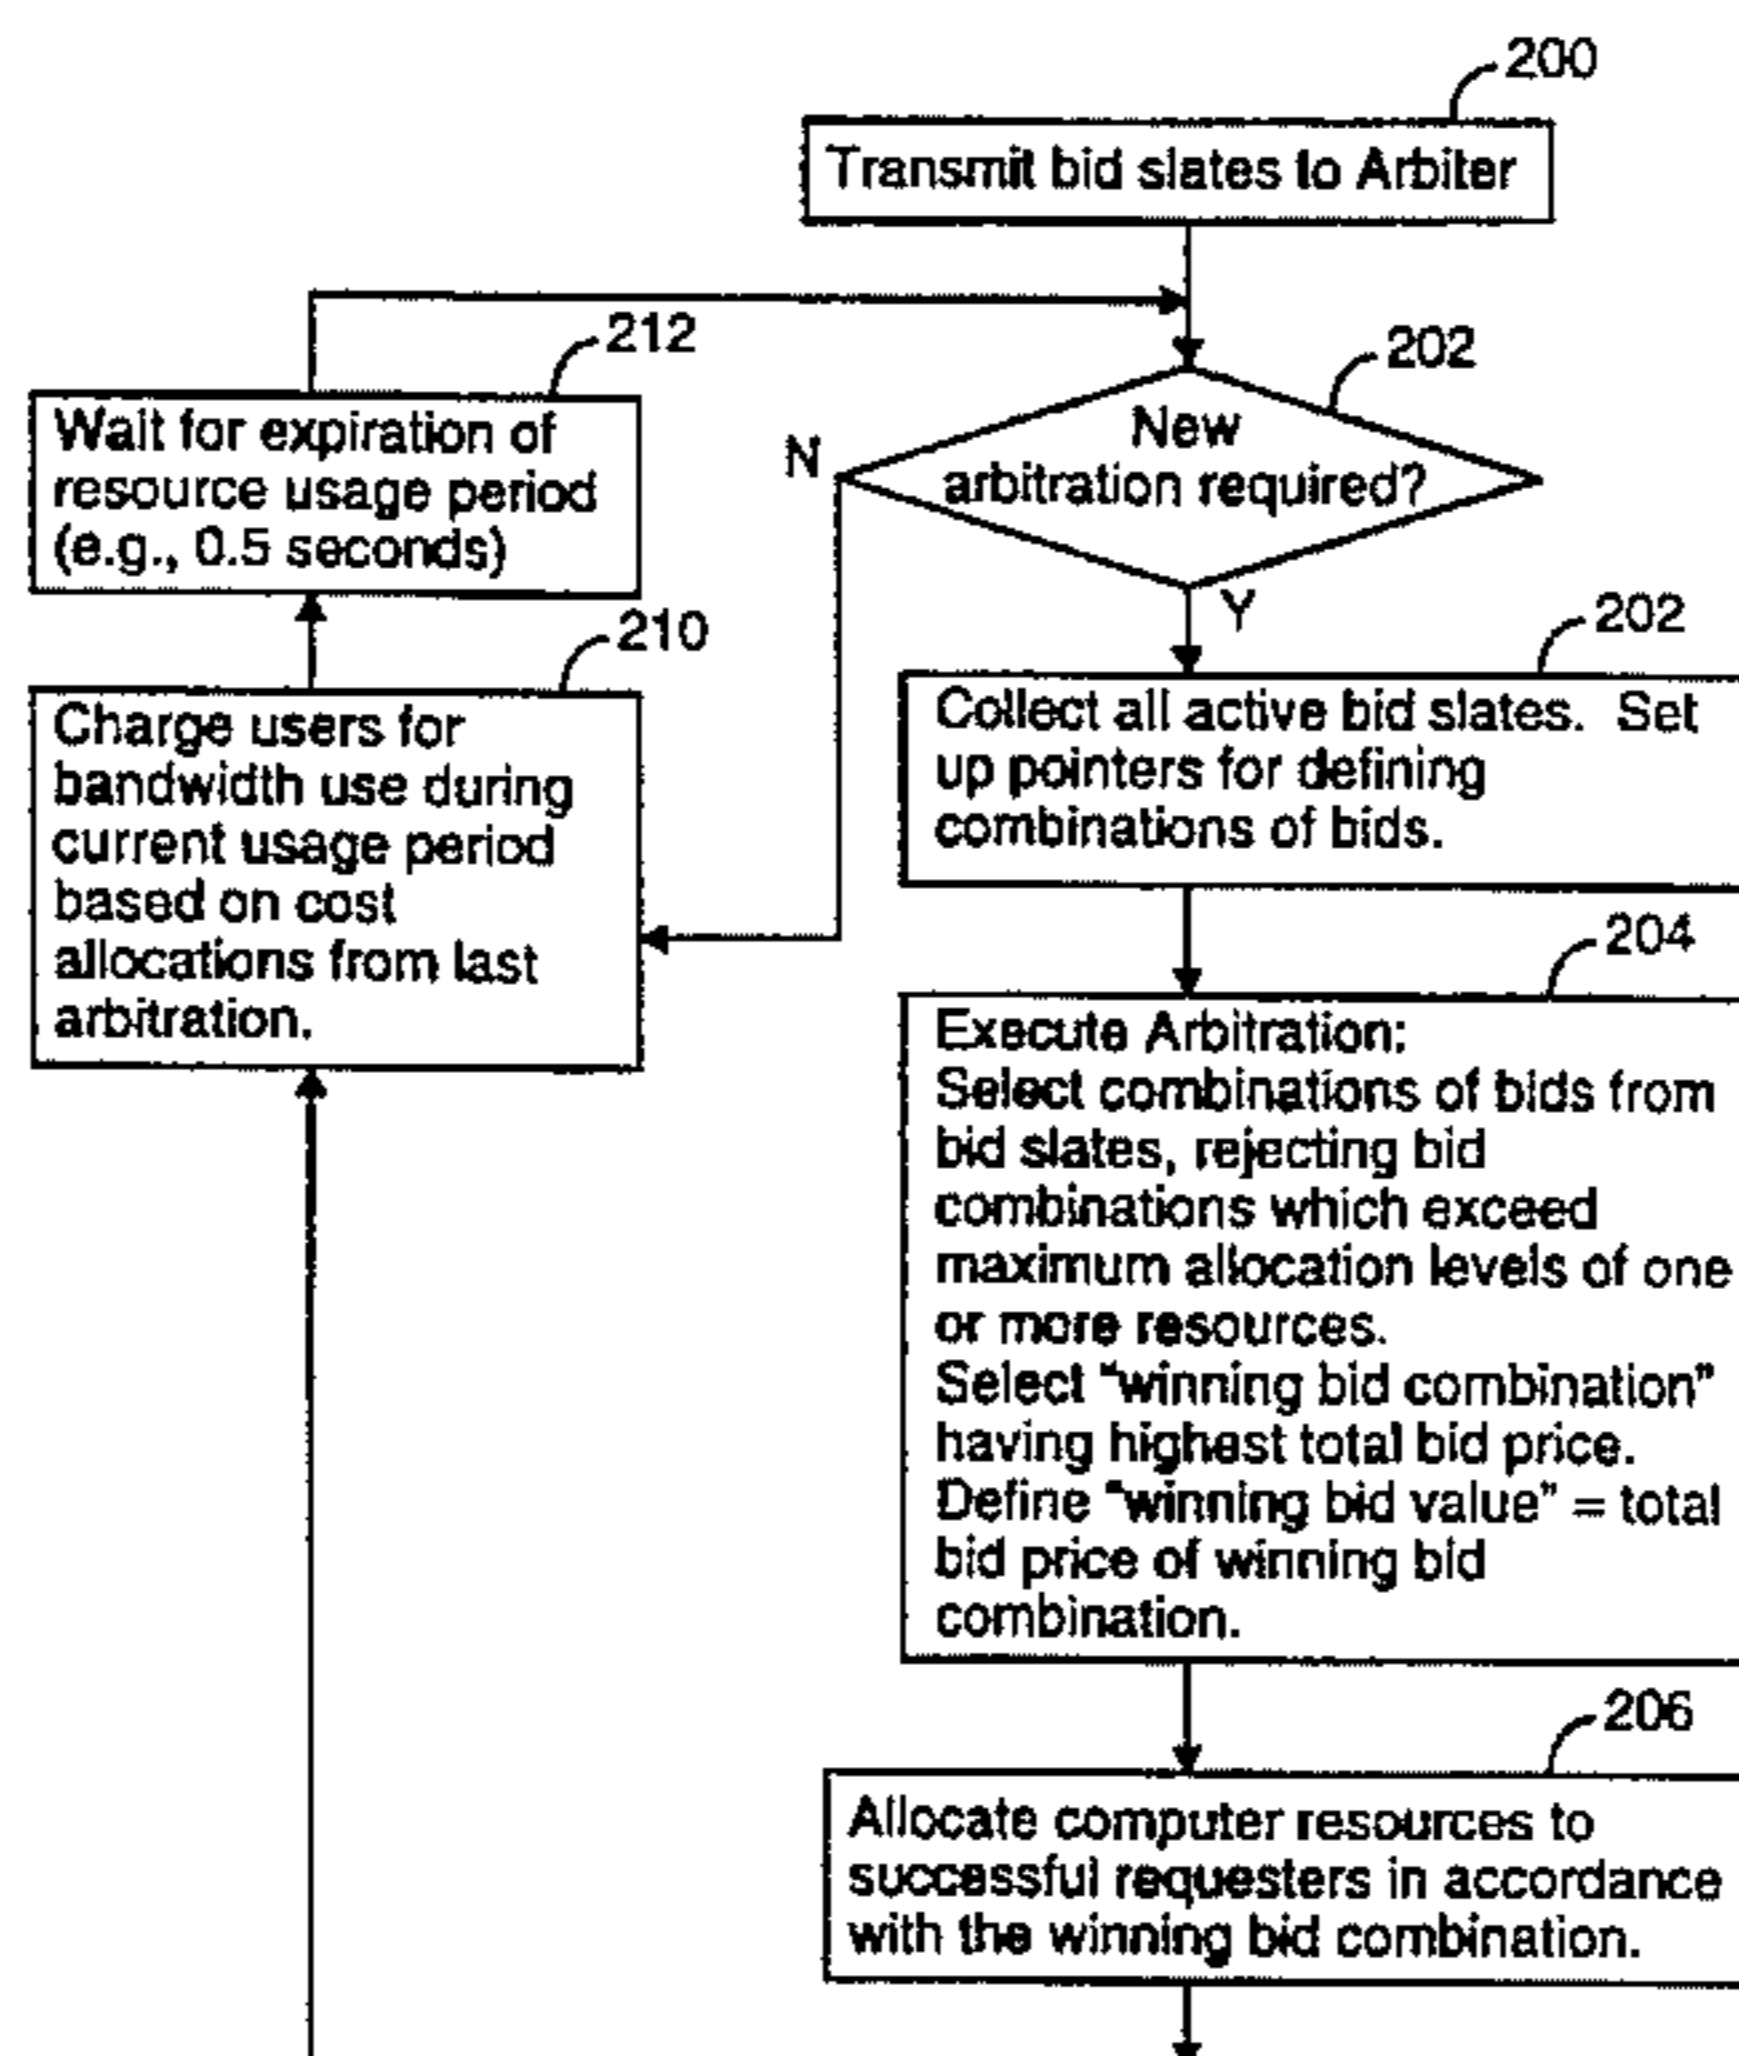 200
Transmit bid slates to Arbiter
212
202
Wait for expiration of
resource usage period
(e.g., 0.5 seconds)
N
New
arbitration required?
Y
210
202
Charge users for
bandwidth use during
current usage period
based on cost
allocations from last
arbitration.
Collect all active bid slates. Set
up pointers for defining
combinations of bids.
204
Execute Arbitration:
Select combinations of bids from
bid slates, rejecting bid
combinations which exceed
maximum allocation levels of one
or more resources.
Select "winning bid combination"
having highest total bid price.
Define "winning bid value" = total
bid price of winning bid
combination.
206
Allocate computer resources to
successful requesters in accordance
with the winning bid combination.